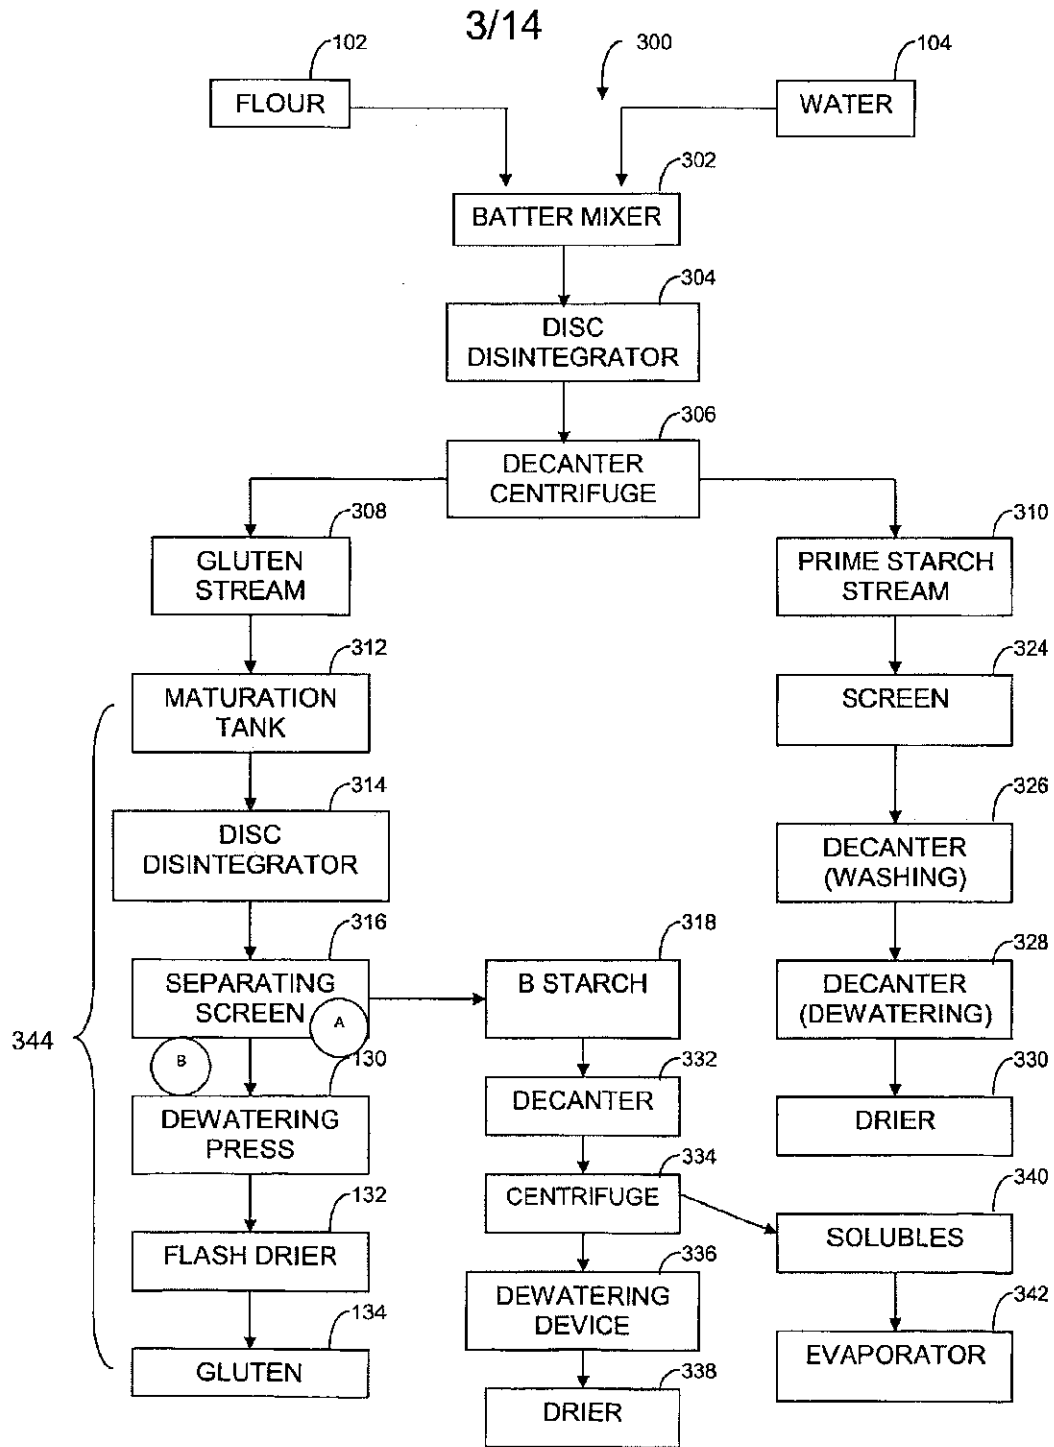 3/14
102
300
104
FLOUR
WATER
302
BATTER MIXER
304
DISC
DISINTEGRATOR
306
DECANTER
CENTRIFUGE
308
310
GLUTEN
STREAM
PRIME STARCH
STREAM
312
324
MATURATION
TANK
SCREEN
314
326
DISC
DISINTEGRATOR
DECANTER
(WASHING)
316
318
328
SEPARATING
SCREEN
A
B STARCH
DECANTER
(DEWATERING)
344
B
130
332
330
DEWATERING
PRESS
DECANTER
DRIER
334
340
132
CENTRIFUGE
SOLUBLES
FLASH DRIER
336
342
134
DEWATERING
DEVICE
EVAPORATOR
GLUTEN
338
DRIER